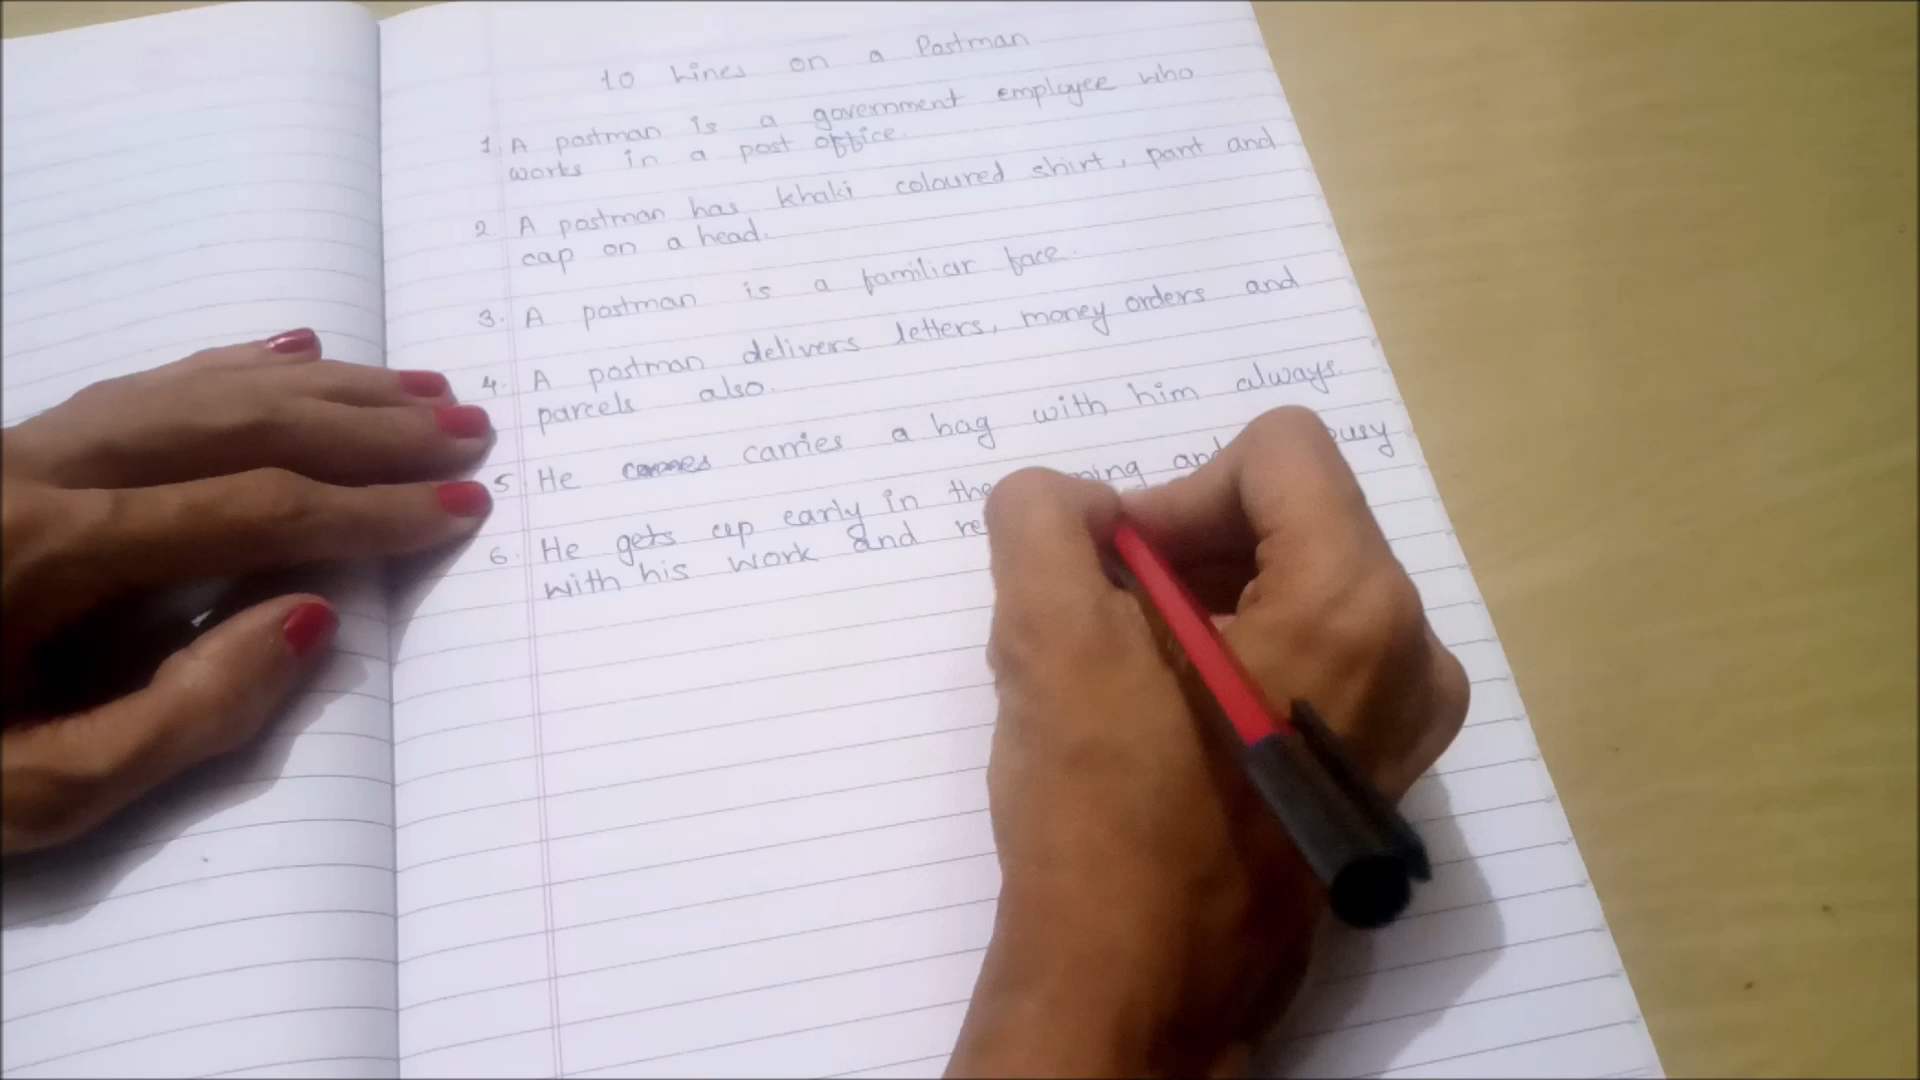 10 Lines on a Postman
1 A postman is a government employee who
works in a post office.
2 A postman has khaki coloured shirt, pant and
cap on a head.
3. A postman is a familiar face.
4. A postman delivers letters, money orders and
parcels also.
5 He carries a bag with him always.
6. He gets up early in the and busy
with his work and